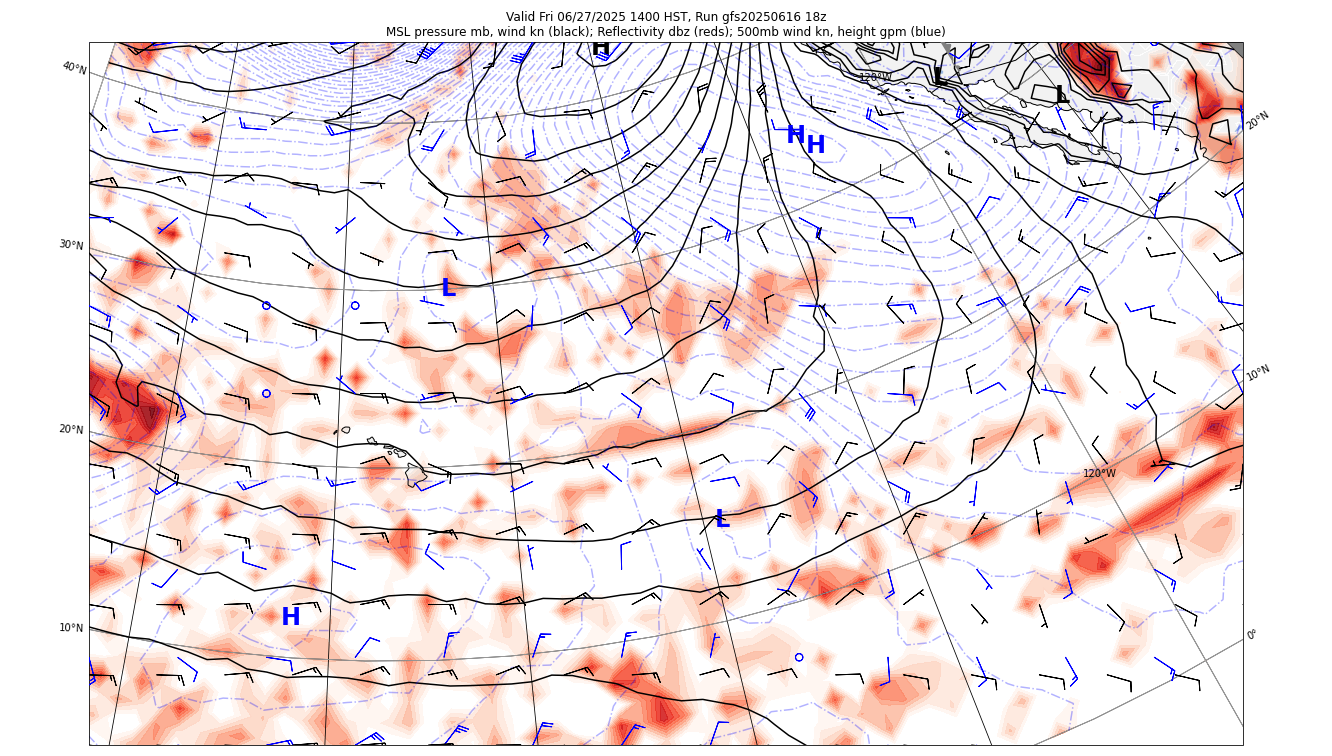 Valid Fri 06/27/2025 1400 HST, Run gfs20250616 18z
MSL pressure mb, wind kn (black); Reflectivity dbz (reds); 500mb wind kn, height gpm (blue)
H
40°N
120°W
L
L
20°N
H
H
30°N
L
10°N
20°N
120°W
L
H
10°N
0°